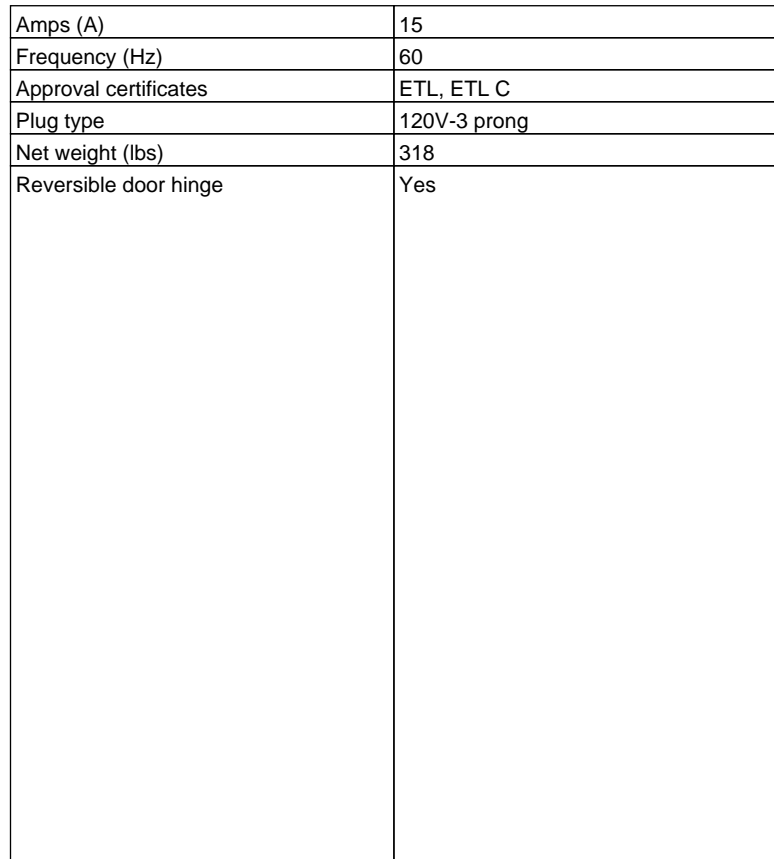 Amps (A) 15
Frequency (Hz) 60
Approval certificates ETL, ETL C
Plug type 120V-3 prong
Net weight (lbs) 318
Reversible door hinge Yes